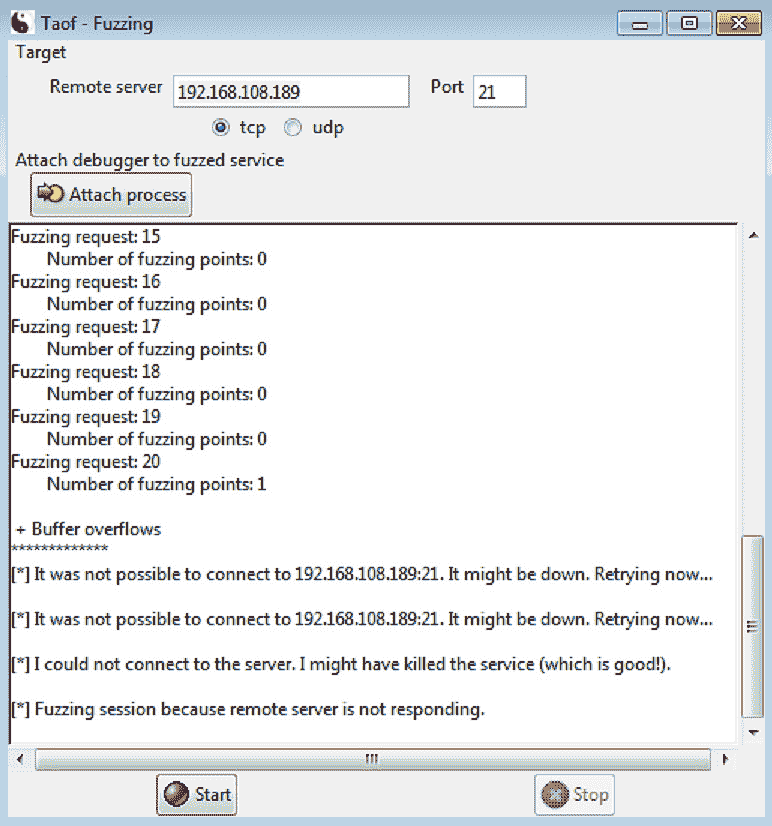 Taof - Fuzzing
Target
Remote server 192.168.108.189 Port 21
tcp udp
Attach debugger to fuzzed service
Attach process
Fuzzing request: 15
Number of fuzzing points: 0
Fuzzing request: 16
Number of fuzzing points: 0
Fuzzing request: 17
Number of fuzzing points: 0
Fuzzing request: 18
Number of fuzzing points: 0
Fuzzing request: 19
Number of fuzzing points: 0
Fuzzing request: 20
Number of fuzzing points: 1
+ Buffer overflows
*************
[*] It was not possible to connect to 192.168.108.189:21. It might be down. Retrying now...
[*] It was not possible to connect to 192.168.108.189:21. It might be down. Retrying now...
[*] I could not connect to the server. I might have killed the service (which is good!).
[*] Fuzzing session because remote server is not responding.
Start Stop